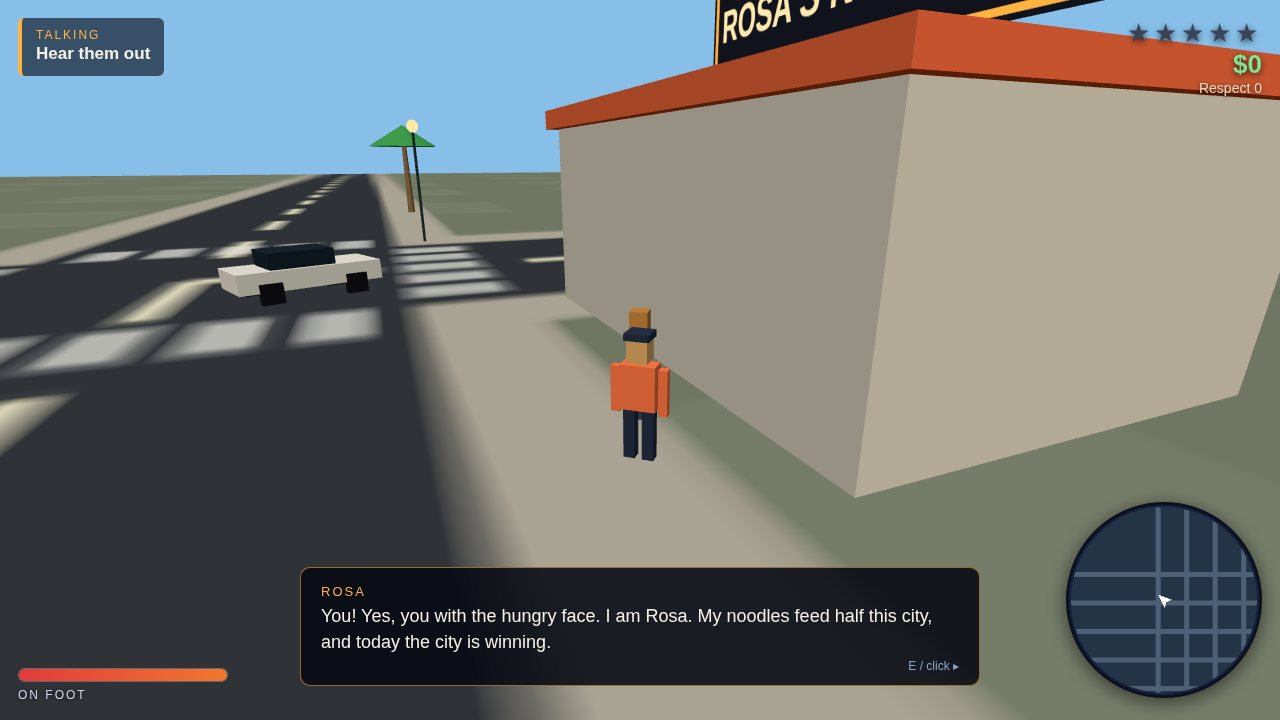 TALKING
Hear them out
ROSA'S
$0
Respect 0
ROSA
You! Yes, you with the hungry face. I am Rosa. My noodles feed half this city,
and today the city is winning.
E / click ▸
ON FOOT